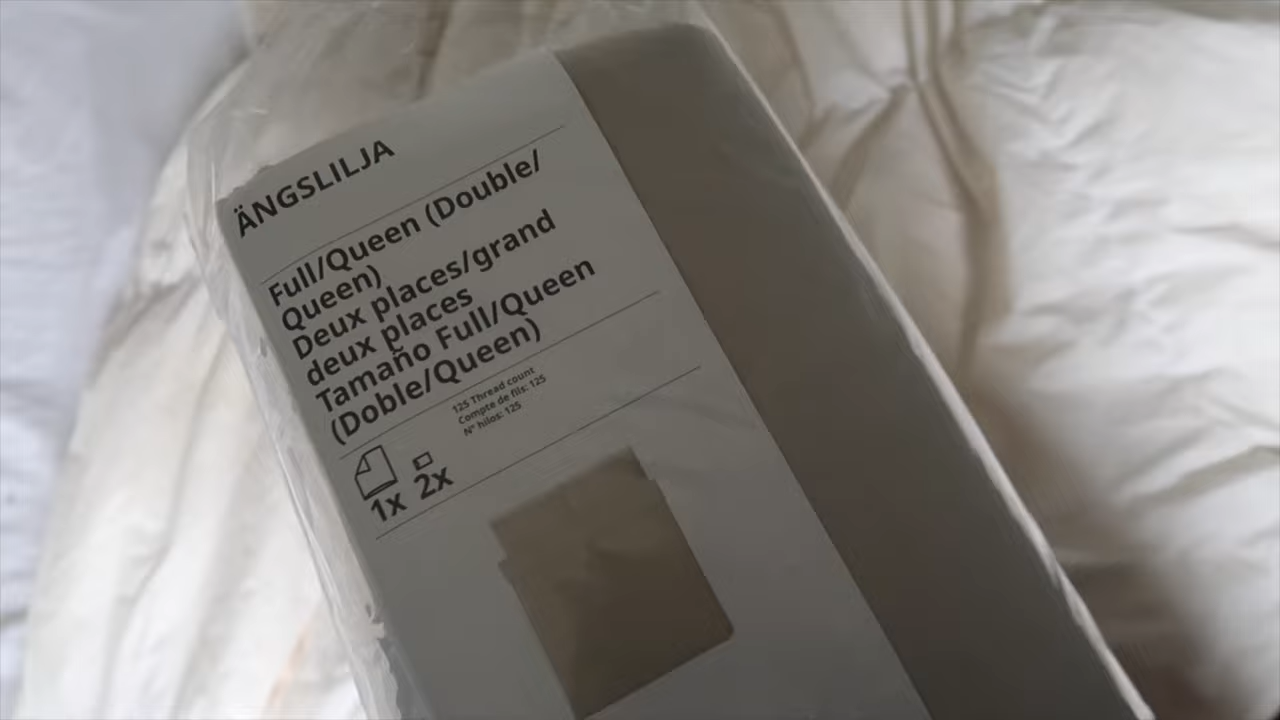 ÄNGSLILJA
Full/Queen (Double/
Queen)
Deux places/grand
deux places
Tamaño Full/Queen
(Doble/Queen)
125 Thread count
Compte de fils: 125
N° hilos: 125
1x 2x